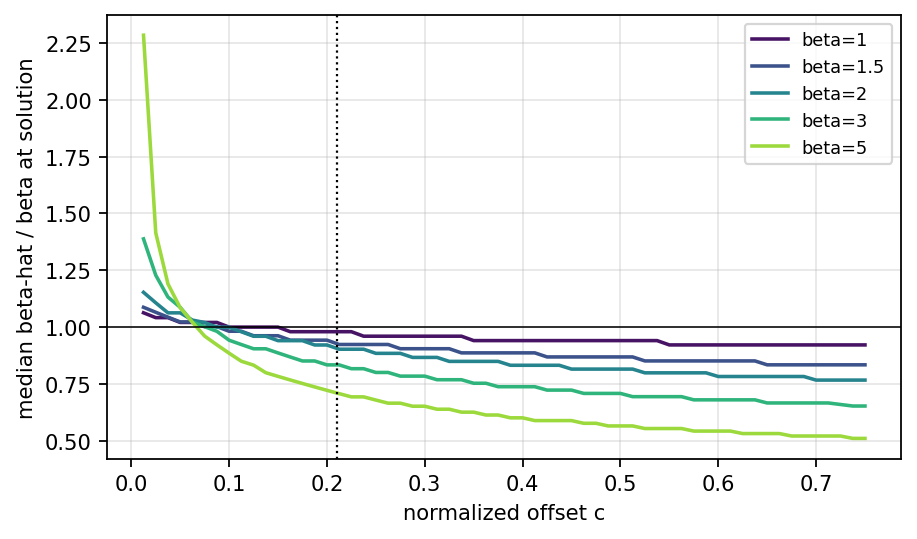 median beta-hat / beta at solution
2.25
2.00
1.75
1.50
1.25
1.00
0.75
0.50
beta=1
beta=1.5
beta=2
beta=3
beta=5
0.0 0.1 0.2 0.3 0.4 0.5 0.6 0.7
normalized offset c